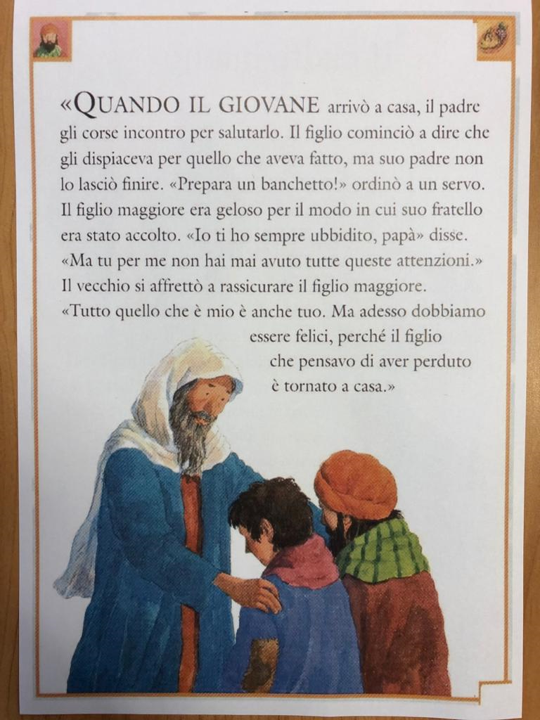 «QUANDO IL GIOVANE arrivò a casa, il padre
gli corse incontro per salutarlo. Il figlio cominciò a dire che
gli dispiaceva per quello che aveva fatto, ma suo padre non
lo lasciò finire. «Prepara un banchetto!» ordinò a un servo.
Il figlio maggiore era geloso per il modo in cui suo fratello
era stato accolto. «Io ti ho sempre ubbidito, papà» disse.
«Ma tu per me non hai mai avuto tutte queste attenzioni.»
Il vecchio si affrettò a rassicurare il figlio maggiore.
«Tutto quello che è mio è anche tuo. Ma adesso dobbiamo
essere felici, perché il figlio
che pensavo di aver perduto
è tornato a casa.»